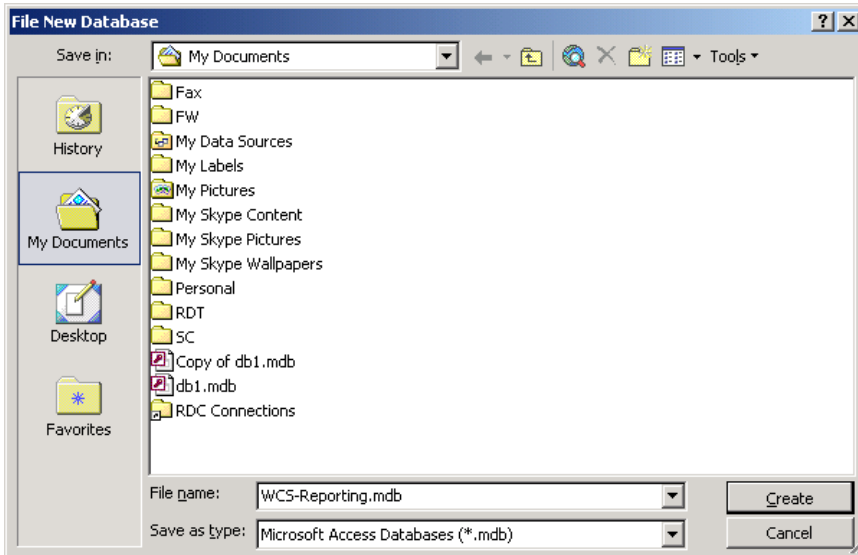 File New Database
Save in:
My Documents
Tools
History
My Documents
Desktop
Favorites
Fax
FW
My Data Sources
My Labels
My Pictures
My Skype Content
My Skype Pictures
My Skype Wallpapers
Personal
RDT
SC
Copy of db1.mdb
db1.mdb
RDC Connections
File name:
WCS-Reporting.mdb
Create
Save as type:
Microsoft Access Databases (*.mdb)
Cancel